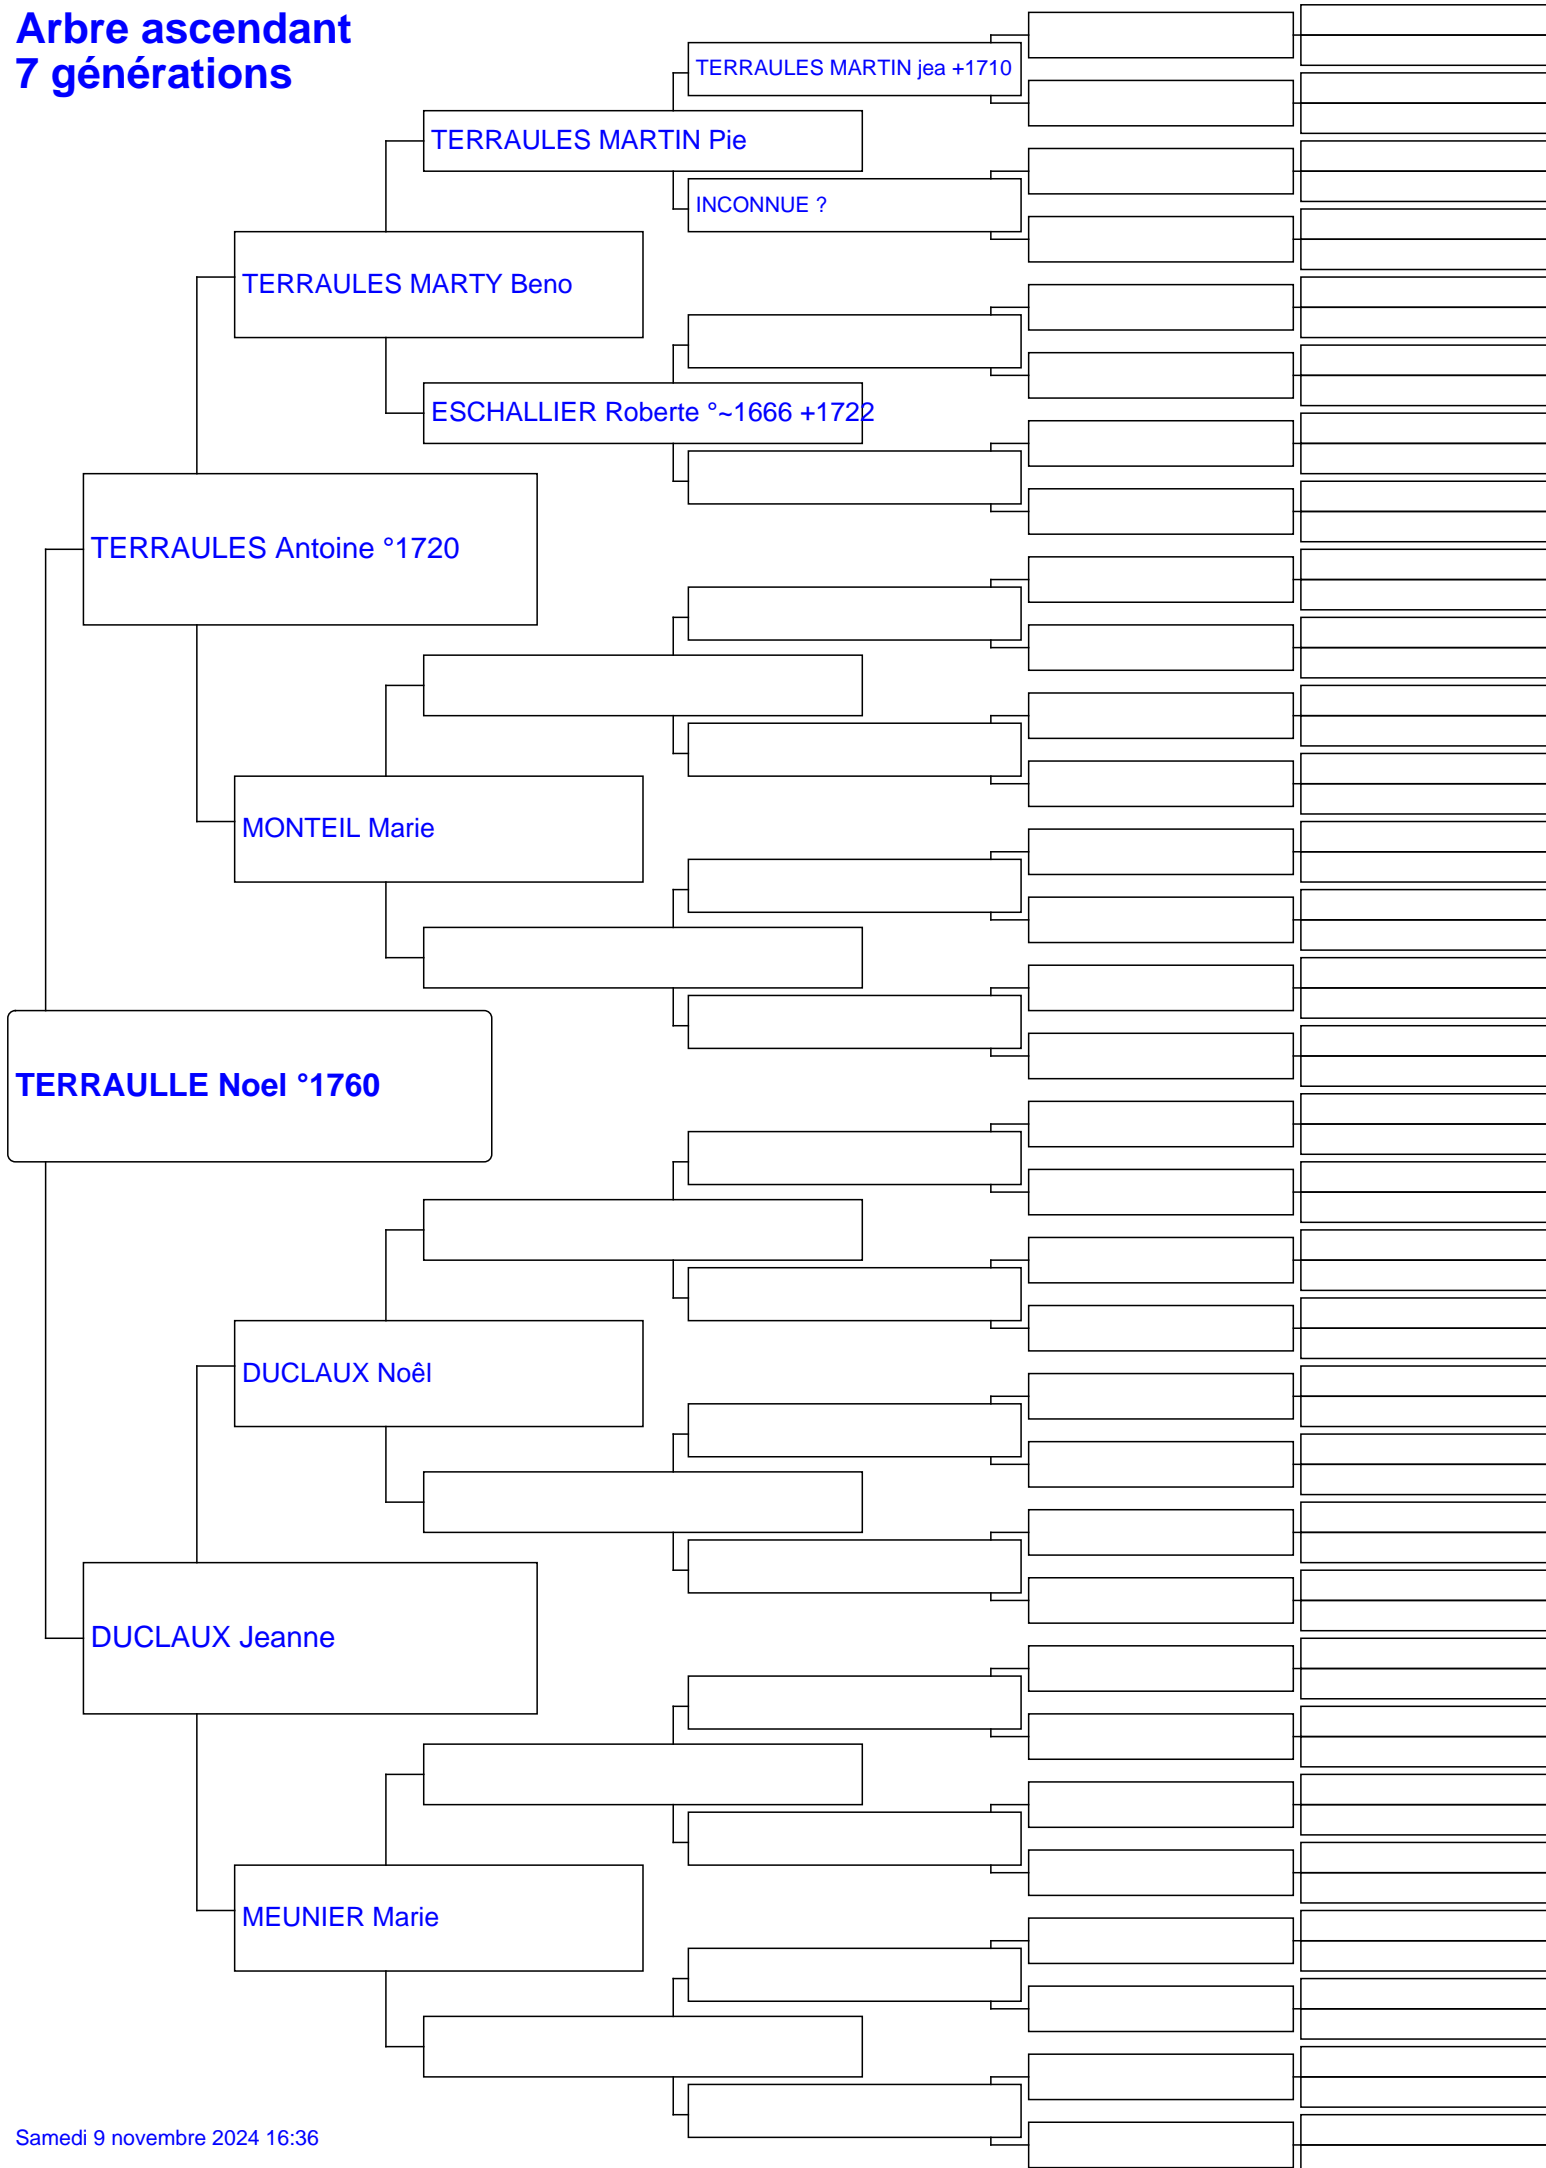 Arbre ascendant
7 générations
TERRAULES MARTIN jea +1710
TERRAULES MARTIN Pie
INCONNUE ?
TERRAULES MARTY Beno
ESCHALLIER Roberte °~1666 +1722
TERRAULES Antoine °1720
MONTEIL Marie
TERRAULLE Noel °1760
DUCLAUX Noêl
DUCLAUX Jeanne
MEUNIER Marie
Samedi 9 novembre 2024 16:36